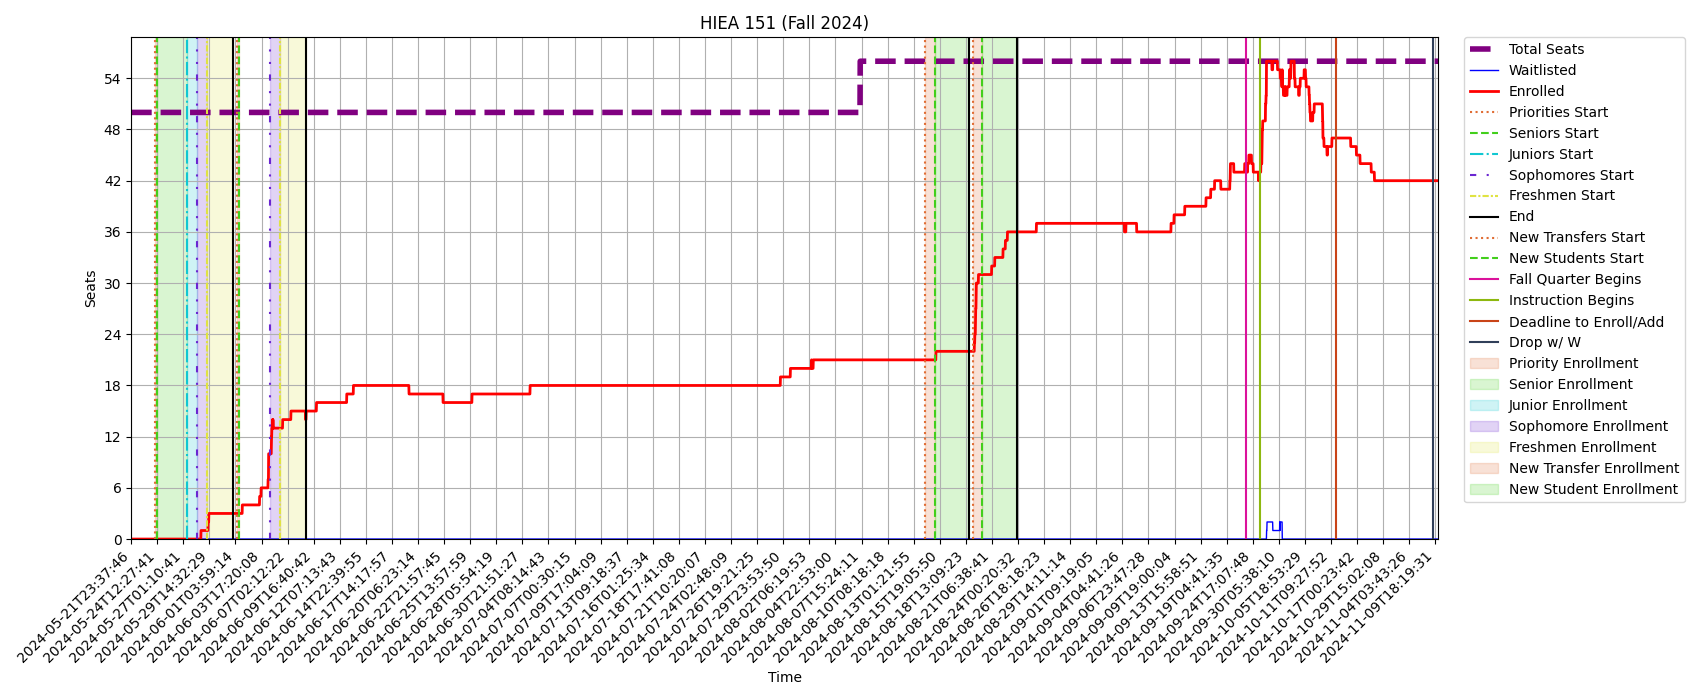 HIEA 151 (Fall 2024)
Seats
54
48
42
36
30
24
18
12
6
0
2024-05-21T23:37:46
2024-05-24T12:27:41
2024-05-27T01:10:41
2024-05-29T14:32:29
2024-06-01T03:59:14
2024-06-03T17:20:08
2024-06-07T02:12:22
2024-06-09T16:40:42
2024-06-12T07:13:43
2024-06-14T22:39:55
2024-06-17T14:17:57
2024-06-20T06:23:14
2024-06-22T21:57:45
2024-06-25T13:57:59
2024-06-28T05:54:19
2024-06-30T21:51:27
2024-07-04T08:14:43
2024-07-07T00:30:15
2024-07-09T17:04:09
2024-07-13T09:18:37
2024-07-16T01:25:34
2024-07-18T17:41:08
2024-07-21T10:20:07
2024-07-24T02:48:09
2024-07-26T19:21:25
2024-07-29T23:53:50
2024-08-02T06:19:53
2024-08-04T22:53:00
2024-08-07T15:24:11
2024-08-10T08:18:18
2024-08-13T01:21:55
2024-08-15T19:05:50
2024-08-18T13:09:23
2024-08-21T06:38:41
2024-08-24T00:20:32
2024-08-26T18:18:23
2024-08-29T14:11:14
2024-09-01T09:19:05
2024-09-04T04:41:26
2024-09-06T23:47:28
2024-09-09T19:00:04
2024-09-13T15:58:51
2024-09-19T04:41:35
2024-09-24T17:07:48
2024-09-30T05:38:10
2024-10-05T18:53:29
2024-10-11T09:27:52
2024-10-17T00:23:42
2024-10-29T15:02:08
2024-11-04T03:43:26
2024-11-09T18:19:31
Time
Total Seats
Waitlisted
Enrolled
Priorities Start
Seniors Start
Juniors Start
Sophomores Start
Freshmen Start
End
New Transfers Start
New Students Start
Fall Quarter Begins
Instruction Begins
Deadline to Enroll/Add
Drop w/ W
Priority Enrollment
Senior Enrollment
Junior Enrollment
Sophomore Enrollment
Freshmen Enrollment
New Transfer Enrollment
New Student Enrollment